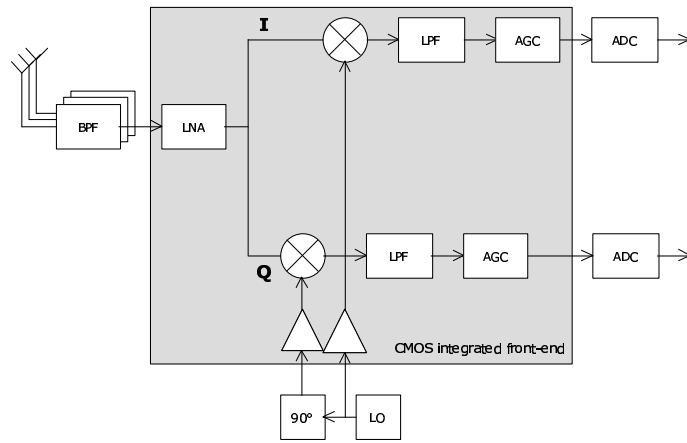 I
LPF
AGC
ADC
BPF
LNA
Q
LPF
AGC
ADC
CMOS integrated front-end
90°
LO